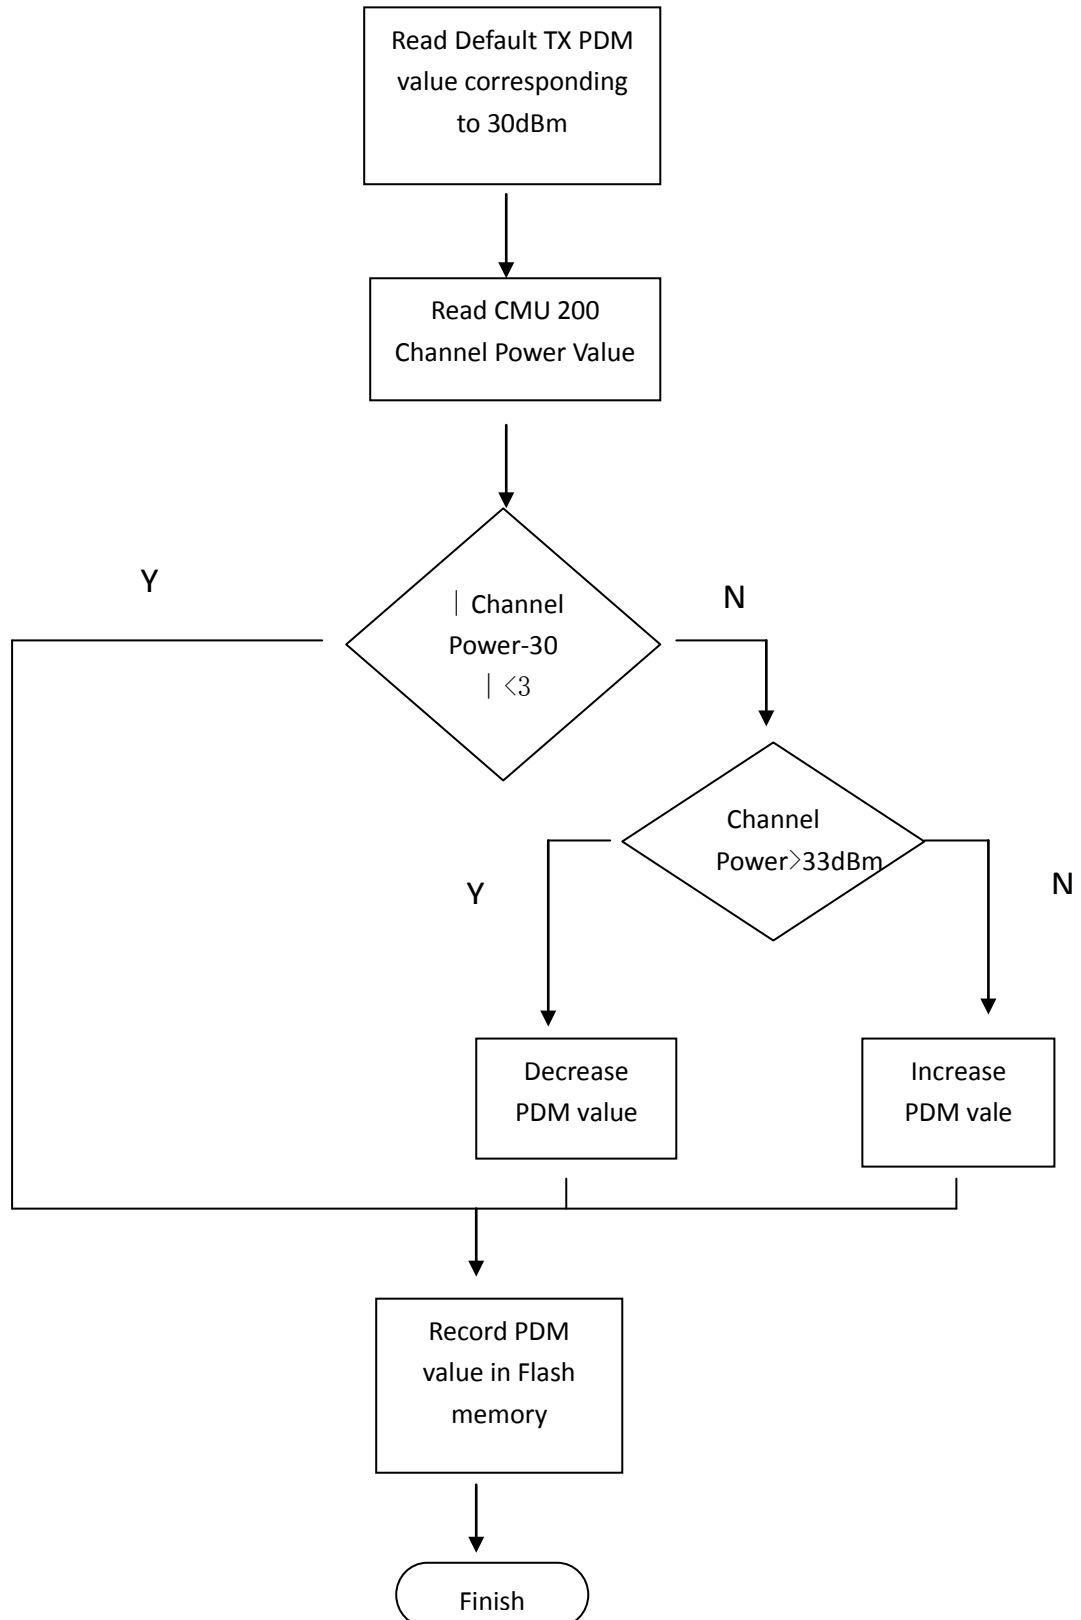 Read Default TX PDM
value corresponding
to 30dBm
Read CMU 200
Channel Power Value
Y
N
｜Channel
Power-30
｜<3
Channel
Power>33dBm
Y
N
Decrease
PDM value
Increase
PDM vale
Record PDM
value in Flash
memory
Finish